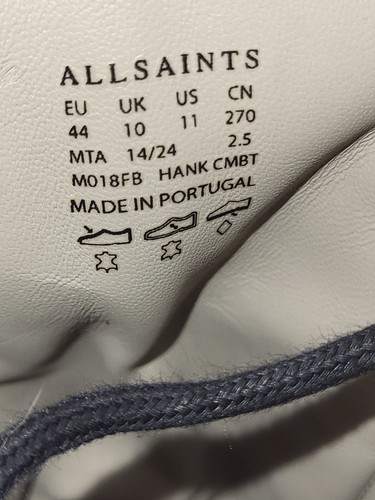 ALLSAINTS
EU UK US CN
44 10 11 270
MTA 14/24 2.5
M018FB HANK CMBT
MADE IN PORTUGAL